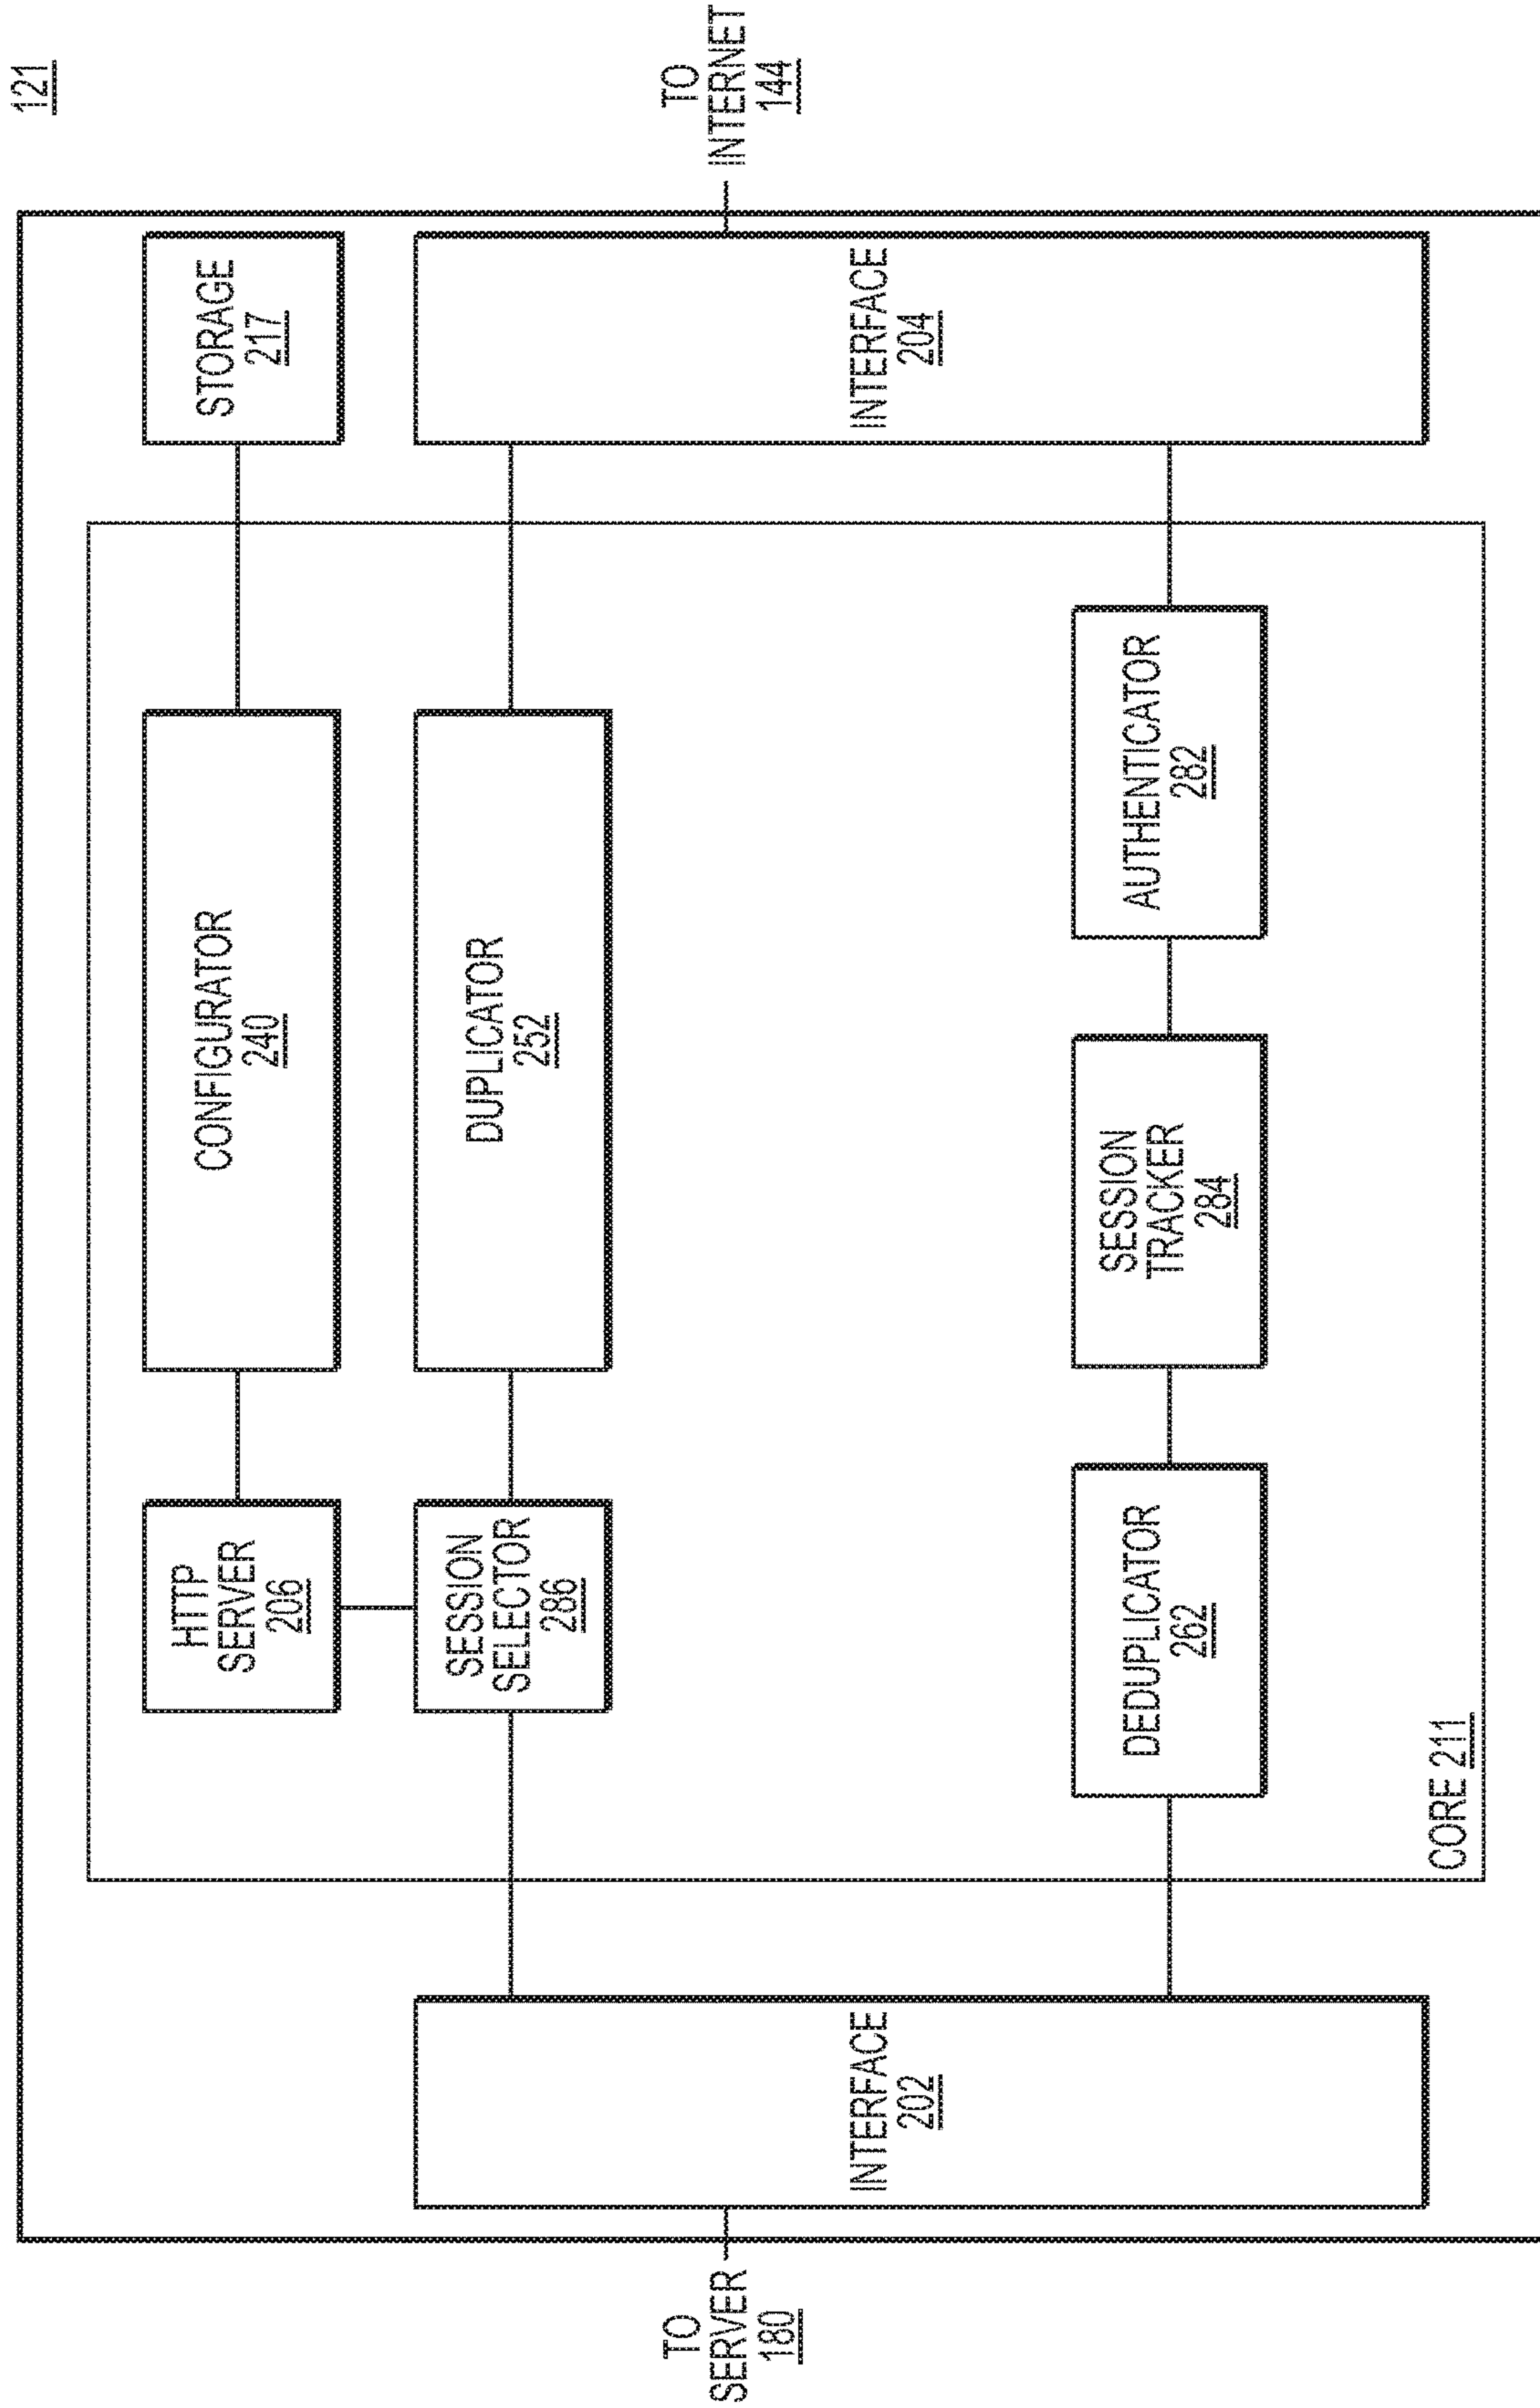 121
HTTP
SERVER
206
CONFIGURATOR
240
STORAGE
217
SESSION
SELECTOR
286
DUPLICATOR
252
TO
SERVER
180
INTERFACE
202
INTERFACE
204
TO
INTERNET
144
DEDUPLICATOR
262
SESSION
TRACKER
284
AUTHENTICATOR
282
CORE 211